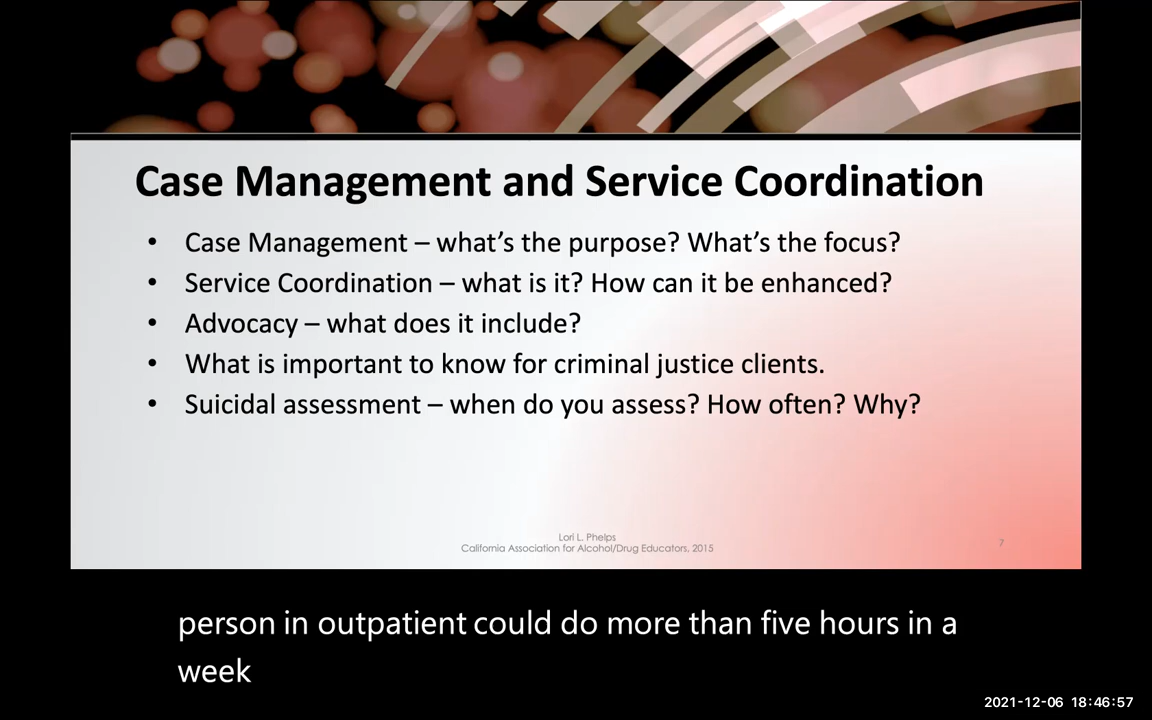 Case Management and Service Coordination
• Case Management – what's the purpose? What's the focus?
• Service Coordination – what is it? How can it be enhanced?
• Advocacy – what does it include?
• What is important to know for criminal justice clients.
• Suicidal assessment – when do you assess? How often? Why?
Lori L. Phelps
California Association for Alcohol/Drug Educators, 2015
7
person in outpatient could do more than five hours in a
week
2021-12-06 18:46:57